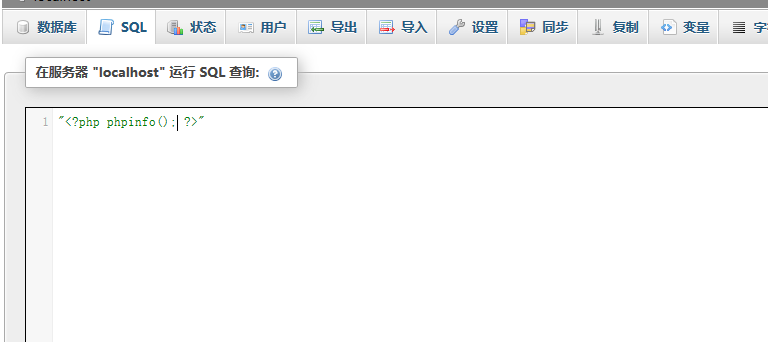 数据库 SQL 状态 用户 导出 导入 设置 同步 复制 变量
在服务器 "localhost" 运行 SQL 查询:
1 "<?php phpinfo(); ?>"